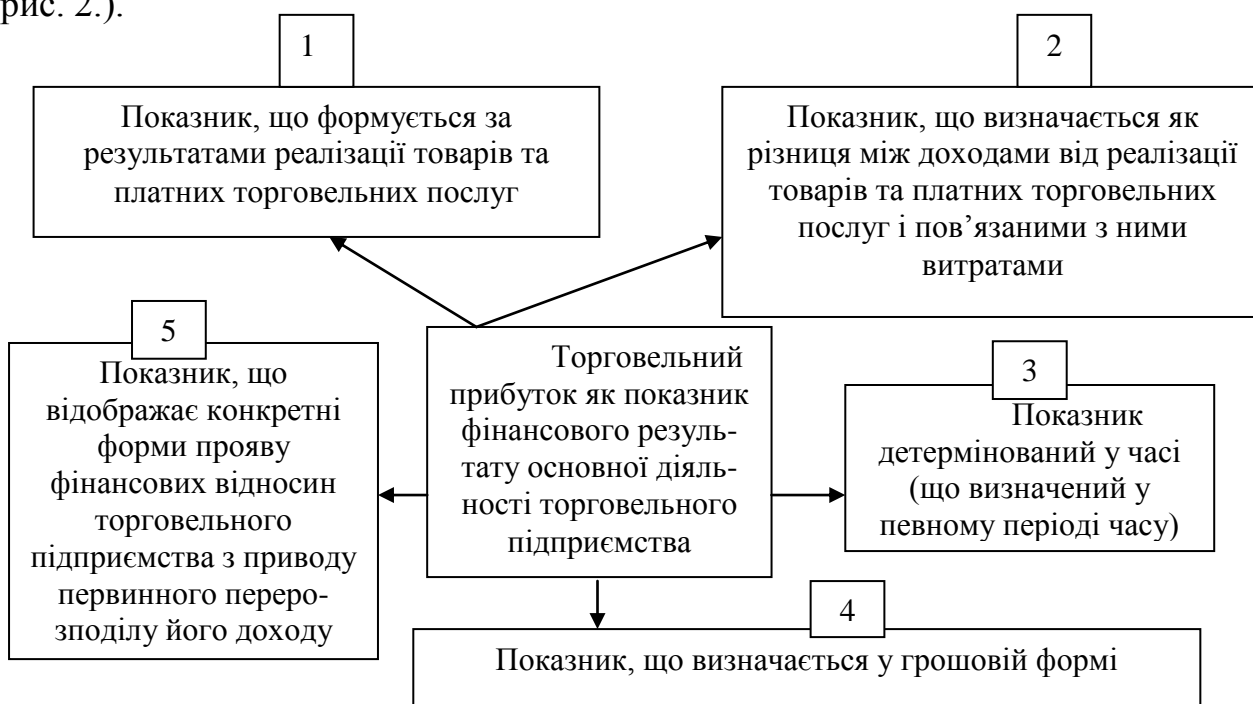 рис. 2.).
1
Показник, що формується за
результатами реалізації товарів та
платних торговельних послуг
2
Показник, що визначається як
різниця між доходами від реалізації
товарів та платних торговельних
послуг і пов’язаними з ними
витратами
5
Показник, що
відображає конкретні
форми прояву
фінансових відносин
торговельного
підприємства з приводу
первинного переро-
зподілу його доходу
Торговельний
прибуток як показник
фінансового резуль-
тату основної діяль-
ності торговельного
підприємства
3
Показник
детермінований у часі
(що визначений у
певному періоді часу)
4
Показник, що визначається у грошовій формі